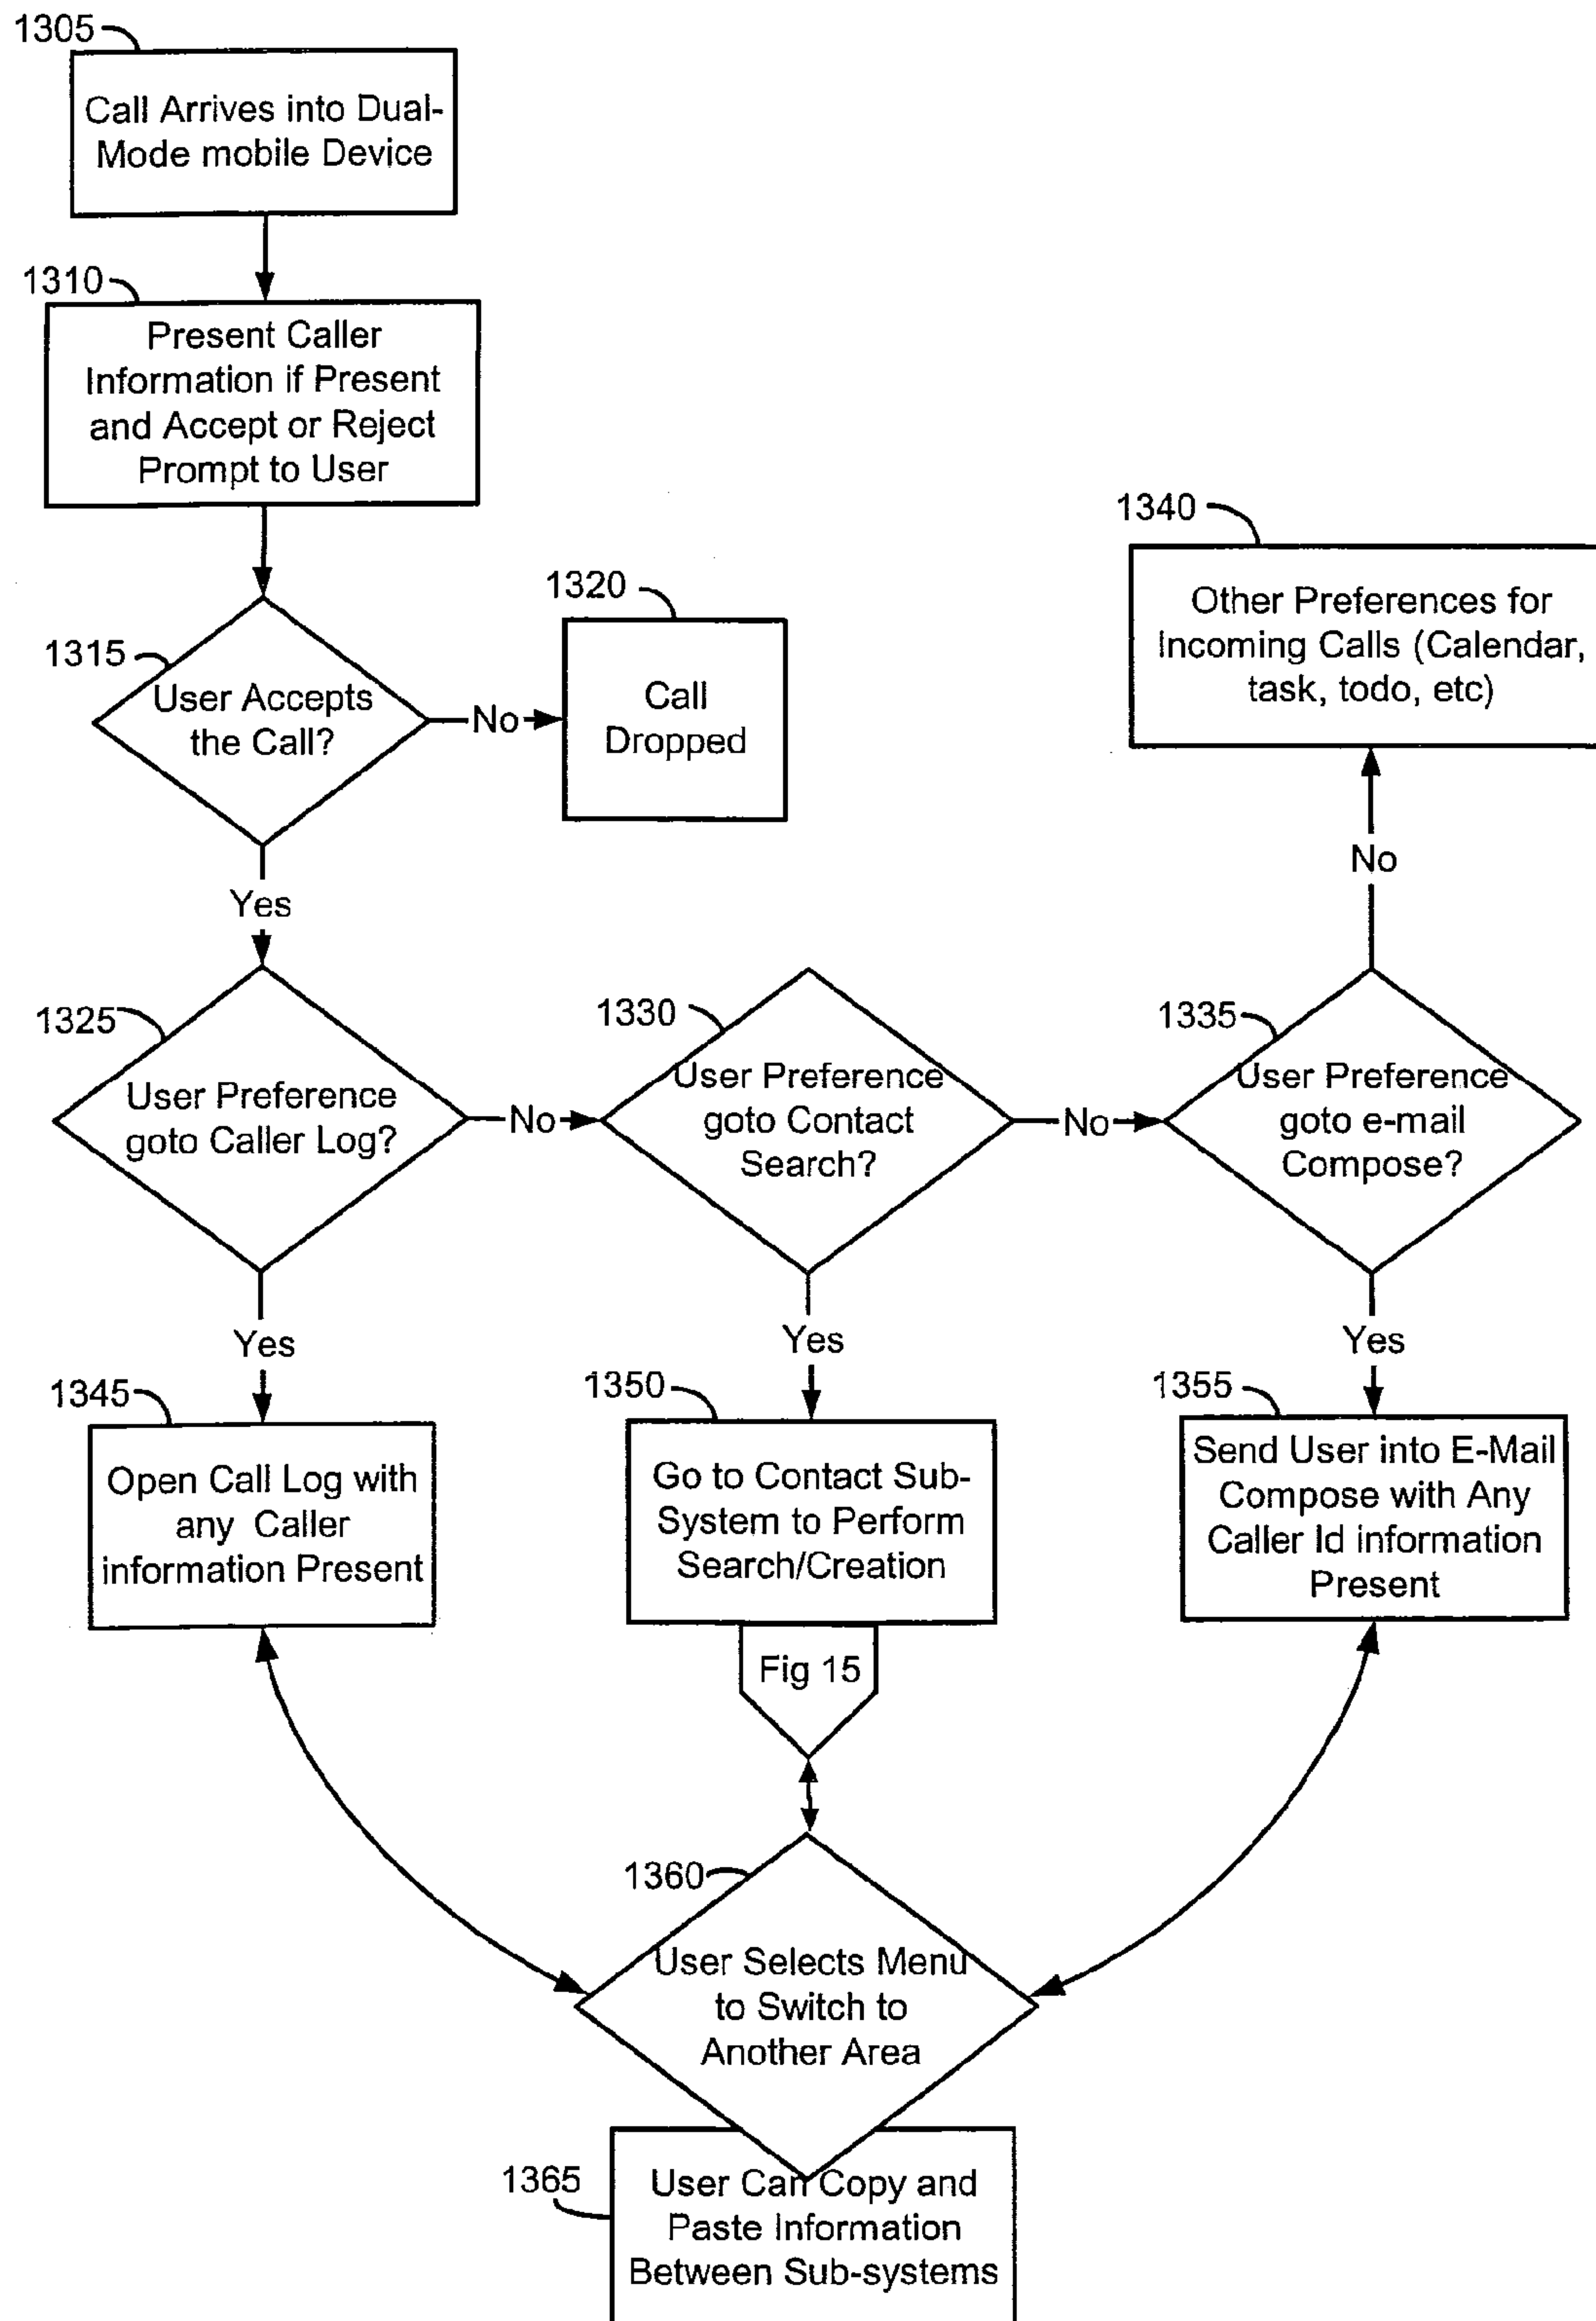 1305
Call Arrives into Dual-
Mode mobile Device
1310
Present Caller
Information if Present
and Accept or Reject
Prompt to User
1315
User Accepts
the Call?
No
1320
Call
Dropped
1340
Other Preferences for
Incoming Calls (Calendar,
task, todo, etc)
No
Yes
1325
User Preference
goto Caller Log?
No
1330
User Preference
goto Contact
Search?
No
1335
User Preference
goto e-mail
Compose?
Yes
Yes
Yes
1345
Open Call Log with
any Caller
information Present
1350
Go to Contact Sub-
System to Perform
Search/Creation
Fig 15
1355
Send User into E-Mail
Compose with Any
Caller Id information
Present
1360
User Selects Menu
to Switch to
Another Area
1365
User Can Copy and
Paste Information
Between Sub-systems